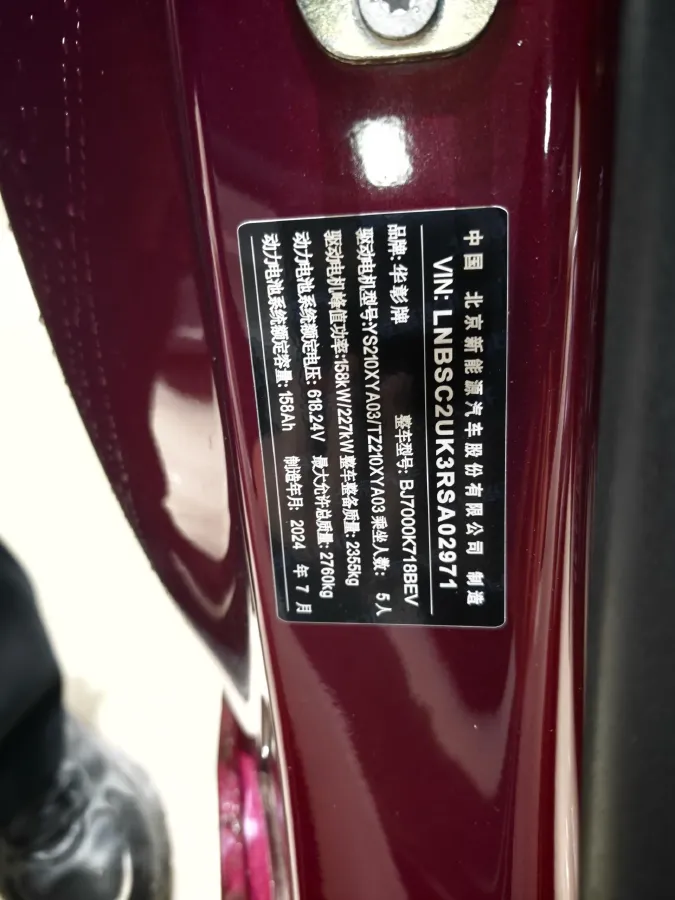 中国 北京新能源汽车股份有限公司 制造
VIN: LNBSC2UK3RSA02971
品牌: 华彰牌 整车型号: BJ7000K718BEV
驱动电机型号:YS210XYA03/TZ210XYA03 乘坐人数: 5人
驱动电机峰值功率:158kW/227kW 整车整备质量: 2355kg
动力电池系统额定电压: 618.24V 最大允许总质量: 2760kg
动力电池系统额定容量: 158Ah 制造年月: 2024 年 7 月